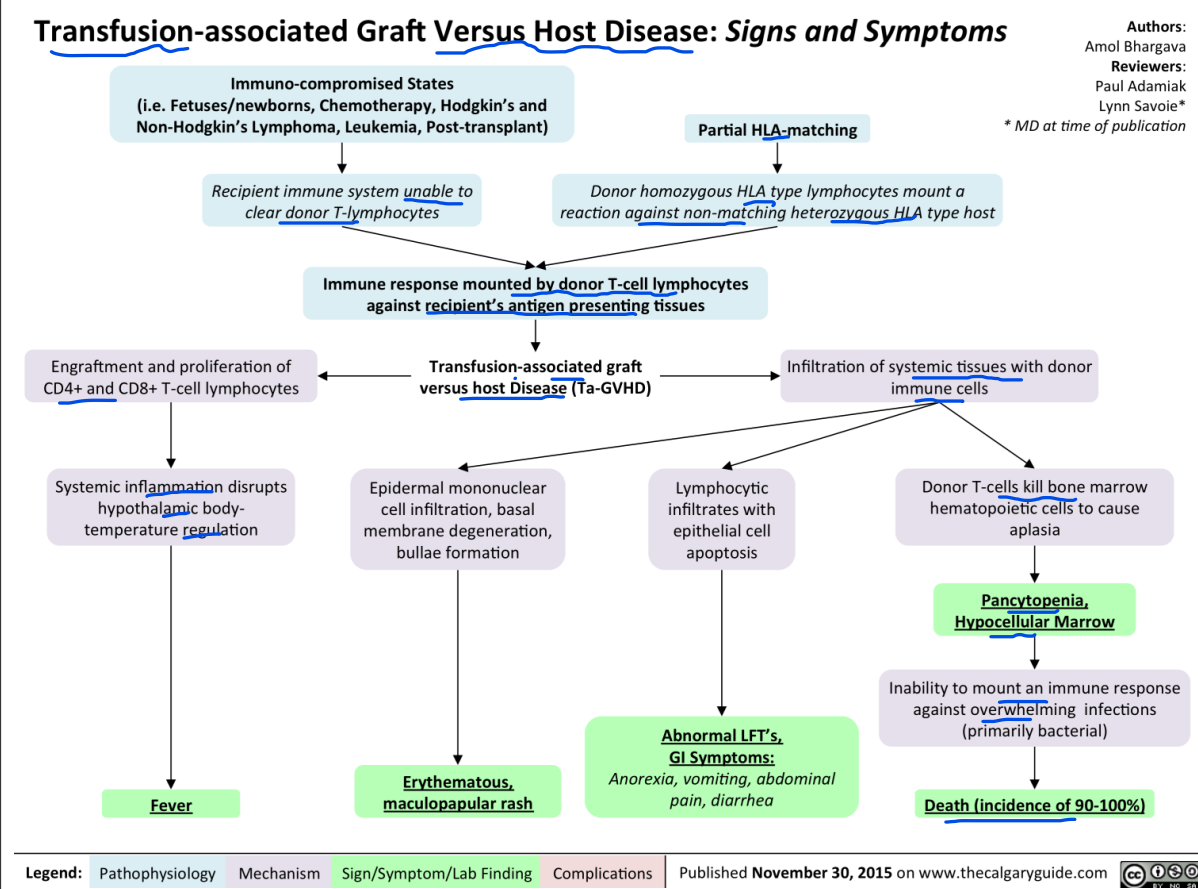 Transfusion-associated Graft Versus Host Disease: Signs and Symptoms
Authors:
Amol Bhargava
Reviewers:
Paul Adamiak
Lynn Savoie*
* MD at time of publication
Immuno-compromised States
(i.e. Fetuses/newborns, Chemotherapy, Hodgkin's and
Non-Hodgkin's Lymphoma, Leukemia, Post-transplant)
Partial HLA-matching
Recipient immune system unable to
clear donor T-lymphocytes
Donor homozygous HLA type lymphocytes mount a
reaction against non-matching heterozygous HLA type host
Immune response mounted by donor T-cell lymphocytes
against recipient's antigen presenting tissues
Engraftment and proliferation of
CD4+ and CD8+ T-cell lymphocytes
Transfusion-associated graft
versus host Disease (Ta-GVHD)
Infiltration of systemic tissues with donor
immune cells
Systemic inflammation disrupts
hypothalamic body-
temperature regulation
Epidermal mononuclear
cell infiltration, basal
membrane degeneration,
bullae formation
Lymphocytic
infiltrates with
epithelial cell
apoptosis
Donor T-cells kill bone marrow
hematopoietic cells to cause
aplasia
Pancytopenia,
Hypocellular Marrow
Inability to mount an immune response
against overwhelming infections
(primarily bacterial)
Fever
Erythematous,
maculopapular rash
Abnormal LFT's,
GI Symptoms:
Anorexia, vomiting, abdominal
pain, diarrhea
Death (incidence of 90-100%)
Legend: Pathophysiology Mechanism Sign/Symptom/Lab Finding Complications Published November 30, 2015 on www.thecalgaryguide.com
cc
BY NO